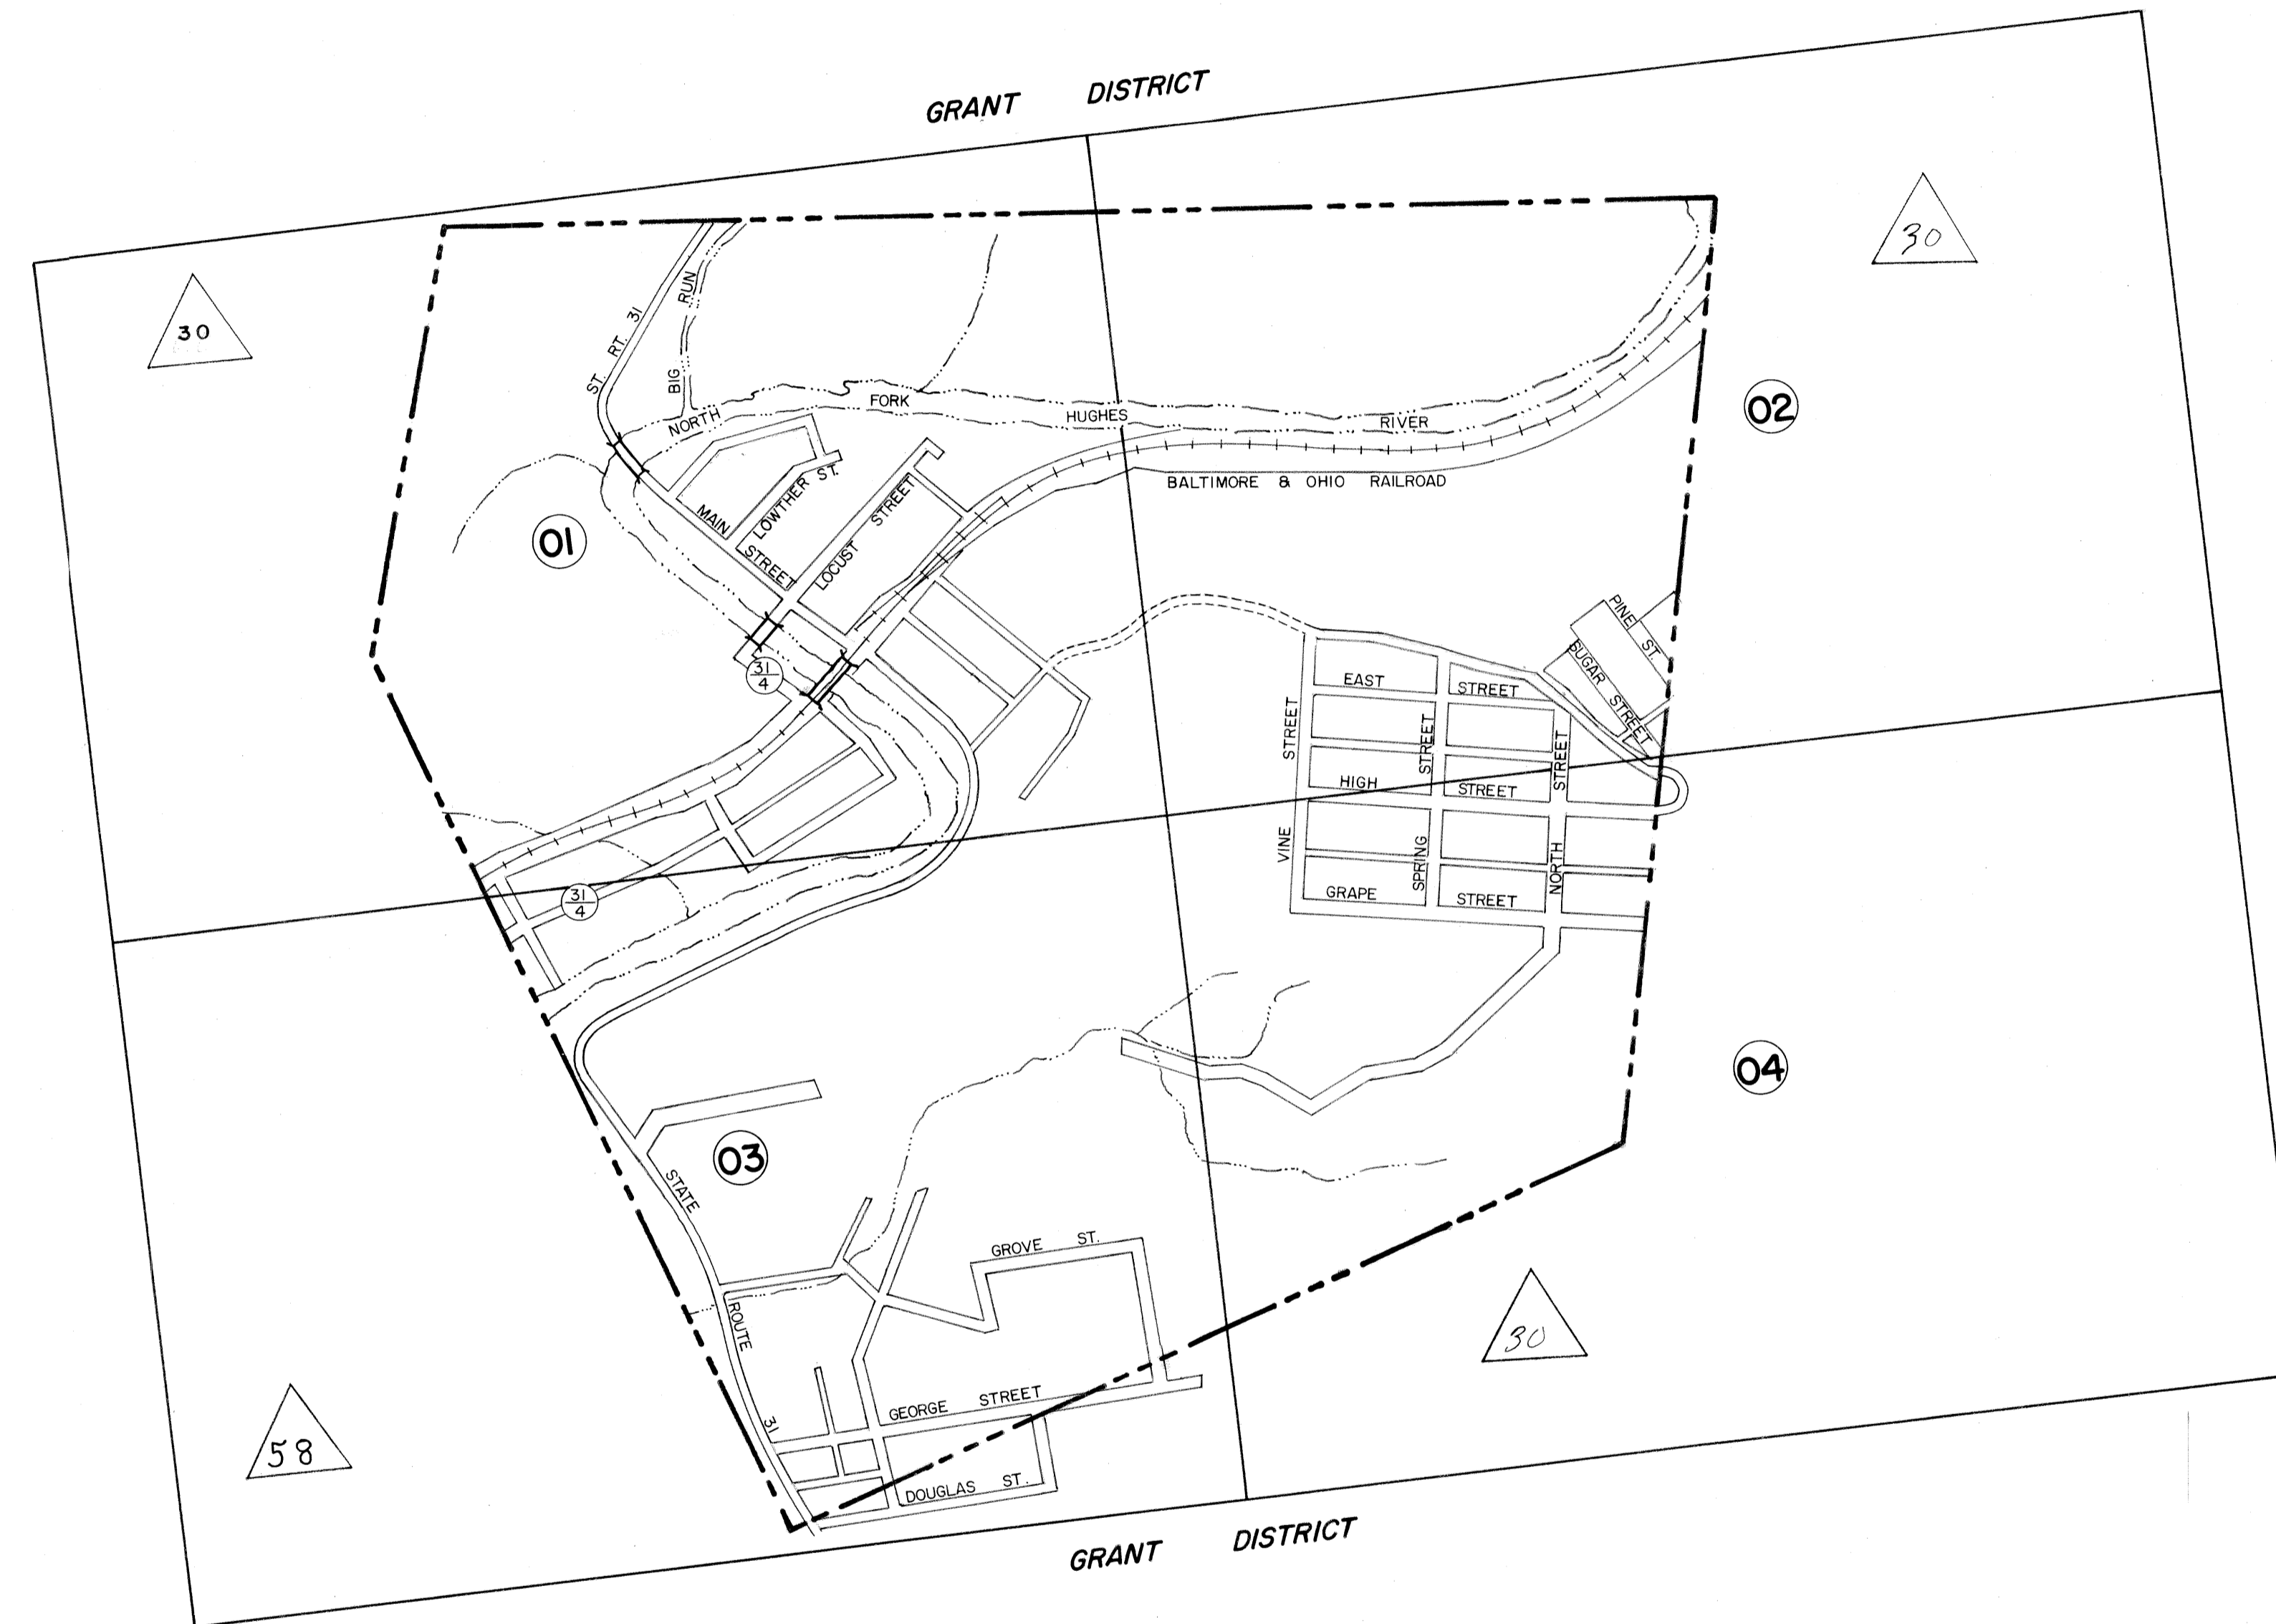 GRANT DISTRICT
30
30
ST. RT. 31
BIG RUN
NORTH FORK HUGHES RIVER
02
BALTIMORE & OHIO RAILROAD
01
MAIN STREET
LOWTHER ST.
LOCUST STREET
31
4
PINE ST.
SUGAR STREET
EAST STREET
HIGH STREET
GRAPE STREET
VINE STREET
SPRING STREET
NORTH STREET
31
4
04
03
STATE ROUTE 31
GROVE ST.
GEORGE STREET
DOUGLAS ST.
30
58
GRANT DISTRICT